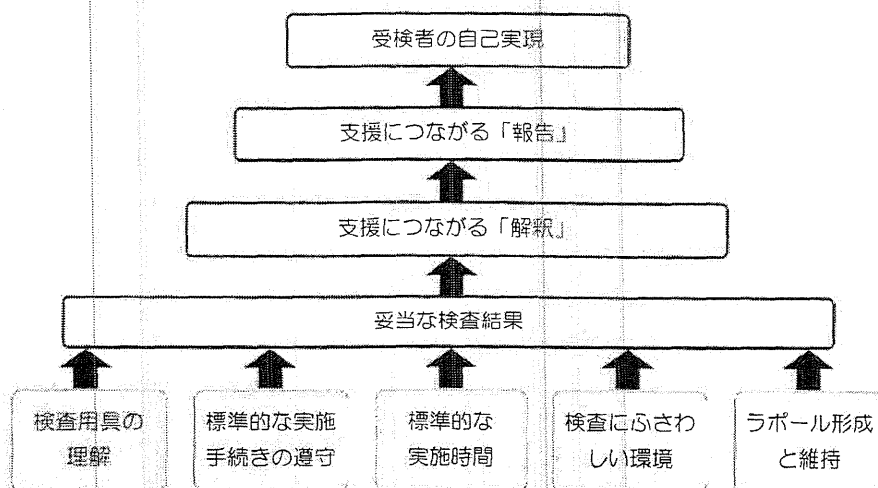 受検者の自己実現
支援につながる「報告」
支援につながる「解釈」
妥当な検査結果
検査用具の
理解
標準的な実施
手続きの遵守
標準的な
実施時間
検査にふさわ
しい環境
ラポール形成
と維持